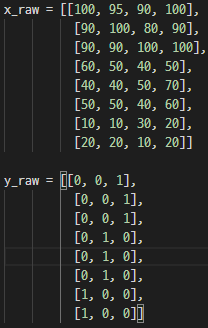 x_raw = [[100, 95, 90, 100],
[90, 100, 80, 90],
[90, 90, 100, 100],
[60, 50, 40, 50],
[40, 40, 50, 70],
[50, 50, 40, 60],
[10, 10, 30, 20],
[20, 20, 10, 20]]
y_raw = [[0, 0, 1],
[0, 0, 1],
[0, 0, 1],
[0, 1, 0],
[0, 1, 0],
[0, 1, 0],
[1, 0, 0],
[1, 0, 0]]